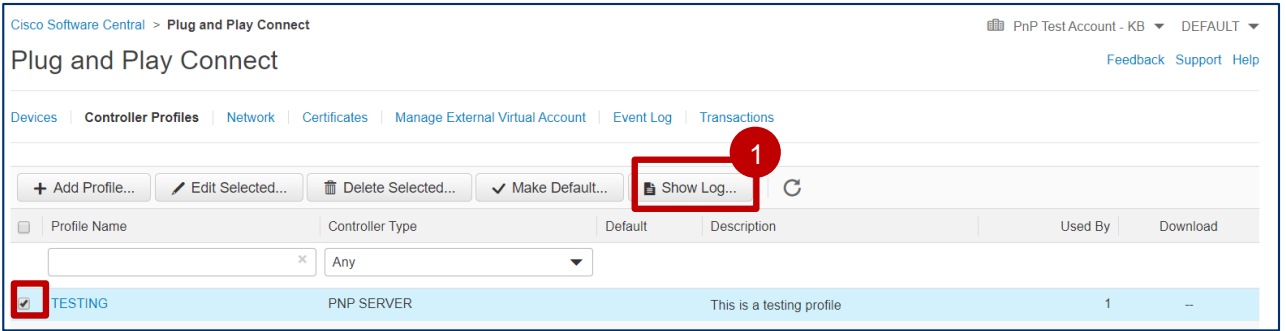 Cisco Software Central > Plug and Play Connect
PnP Test Account - KB DEFAULT
Plug and Play Connect
Feedback Support Help
Devices Controller Profiles Network Certificates Manage External Virtual Account Event Log Transactions
1
+ Add Profile... Edit Selected... Delete Selected... Make Default... Show Log...
Profile Name Controller Type Default Description Used By Download
× Any
TESTING PNP SERVER This is a testing profile 1 --